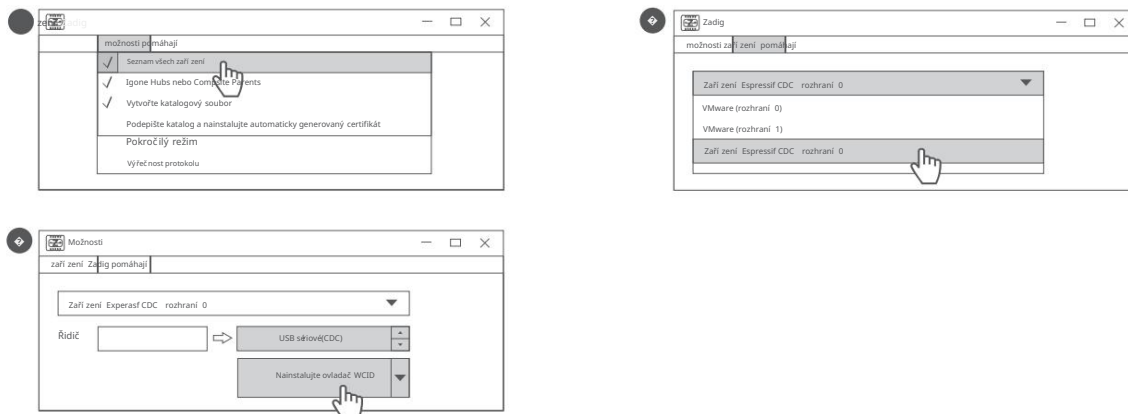 Zadig
možnosti pomáhají
Seznam všech zaří zení
Igone Hubs nebo Compsite Parents
Vytvořte katalogový soubor
Podepište katalog a nainstalujte automaticky generovaný certifikát
Pokročilý režim
Výřečnost protokolu
Zadig
možnosti zaří zení pomáhají
Zaří zení Espressif CDC rozhraní 0
VMware (rozhraní 0)
VMware (rozhraní 1)
Zaří zení Espressif CDC rozhraní 0
Možnosti
zaří zení Zadig pomáhají
Zaří zení Experasf CDC rozhraní 0
Řidič
USB sériové(CDC)
Nainstalujte ovladač WCID